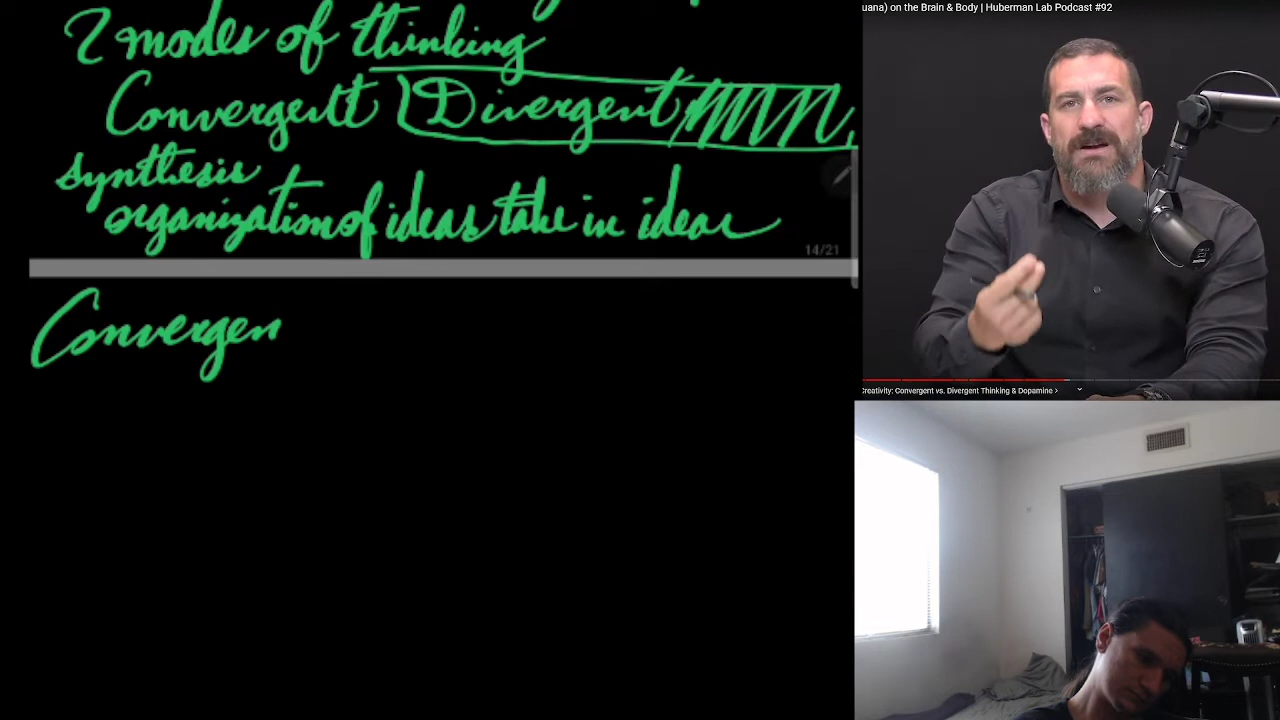 2 modes of thinking
Convergent Divergent
synthesis
organization of ideas take in ideas
14/21
Convergen
uana) on the Brain & Body | Huberman Lab Podcast #92
Creativity: Convergent vs. Divergent Thinking & Dopamine >